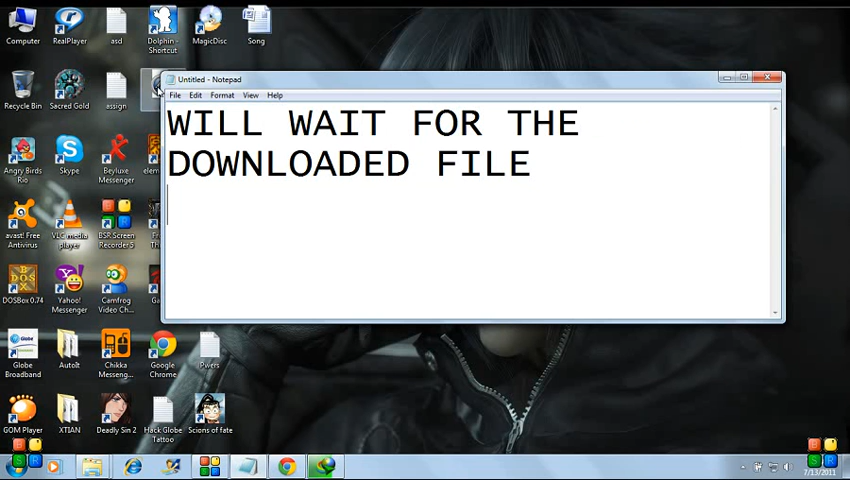 Computer
RealPlayer
asd
Dolphin - Shortcut
MagicDisc
Song
Recycle Bin
Sacred Gold
assign
Untitled - Notepad
File Edit Format View Help
WILL WAIT FOR THE
DOWNLOADED FILE
Angry Birds Rio
Skype
Beyluxe Messenger
elem
avast! Free Antivirus
VLC media player
BSR Screen Recorder 5
DOSBox 0.74
Yahoo! Messenger
Camfrog Video Ch...
Globe Broadband
AutoIt
Chikka Messeng...
Google Chrome
Pwers
GOM Player
XTIAN
Deadly Sin 2
Hack Globe Tattoo
Scions of fate
B S R
B S R
7/13/2011